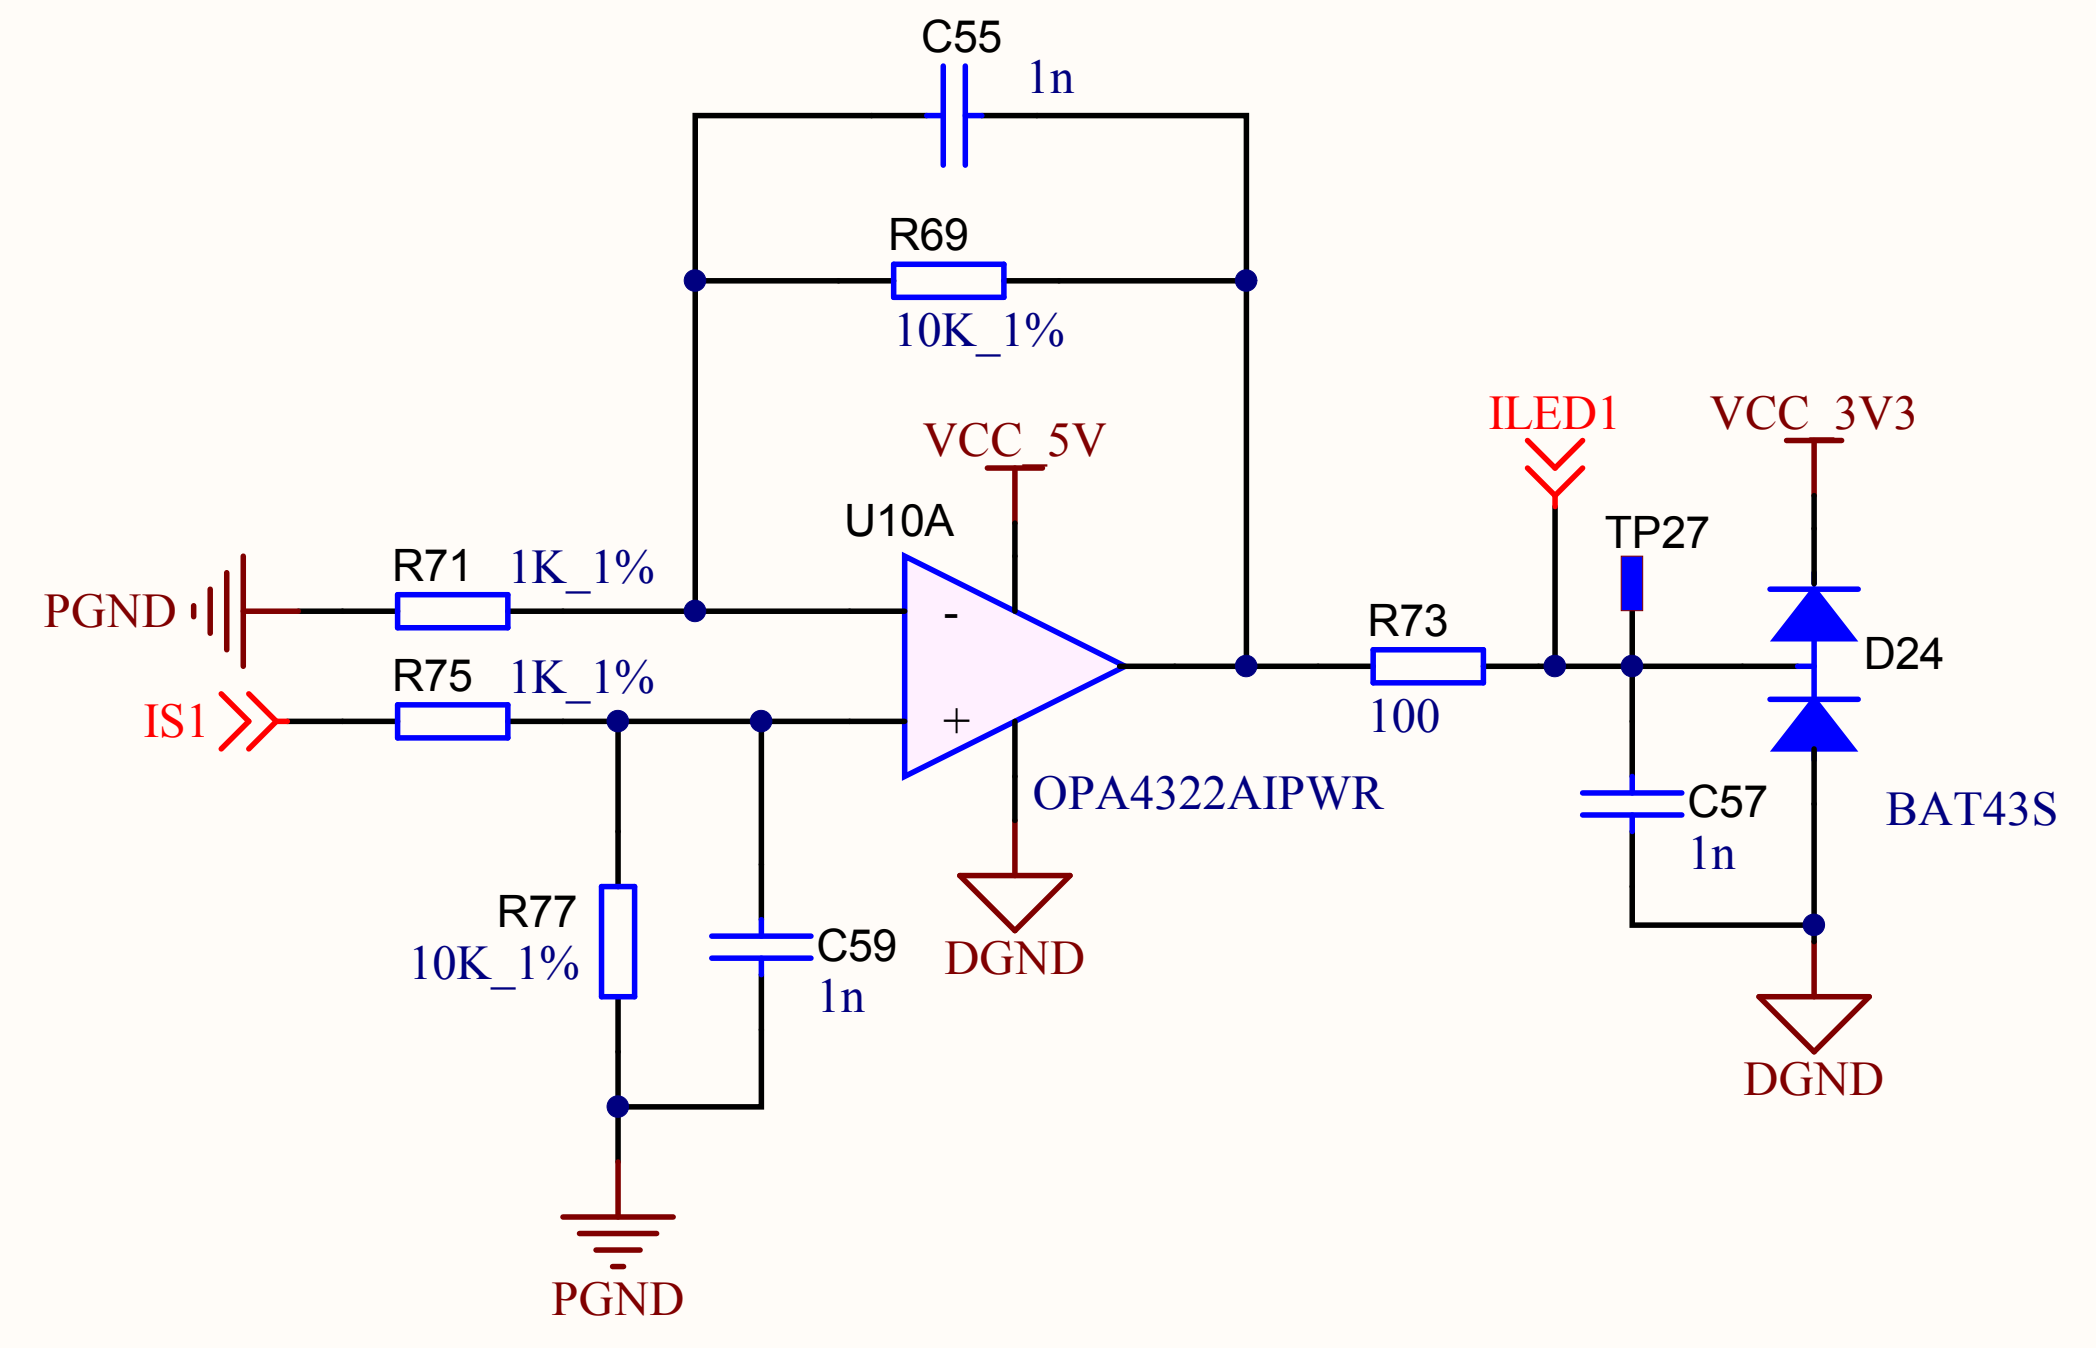 C55
1n
R69
10K_1%
VCC_5V
U10A
ILED1
VCC_3V3
TP27
R71
1K_1%
PGND
-
R73
100
D24
R75
1K_1%
IS1
+
OPA4322AIPWR
C57
1n
BAT43S
R77
10K_1%
C59
1n
DGND
DGND
PGND